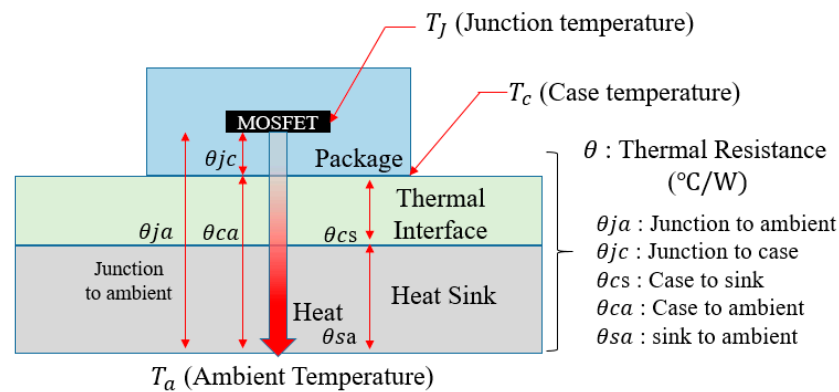 T_J (Junction temperature)
T_c (Case temperature)
MOSFET
θjc
Package
θ : Thermal Resistance
(℃/W)
Thermal
Interface
θja
θca
θcs
θja : Junction to ambient
θjc : Junction to case
θcs : Case to sink
θca : Case to ambient
θsa : sink to ambient
Junction
to ambient
Heat Sink
Heat
θsa
T_a (Ambient Temperature)